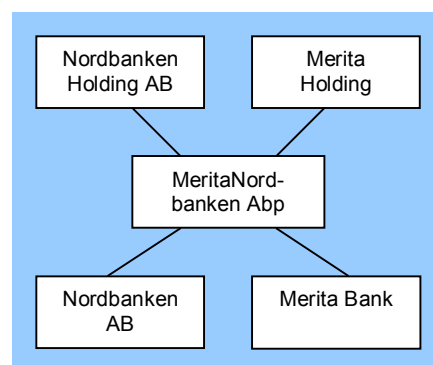 Nordbanken
Holding AB
Merita
Holding
MeritaNord-
banken Abp
Nordbanken
AB
Merita Bank